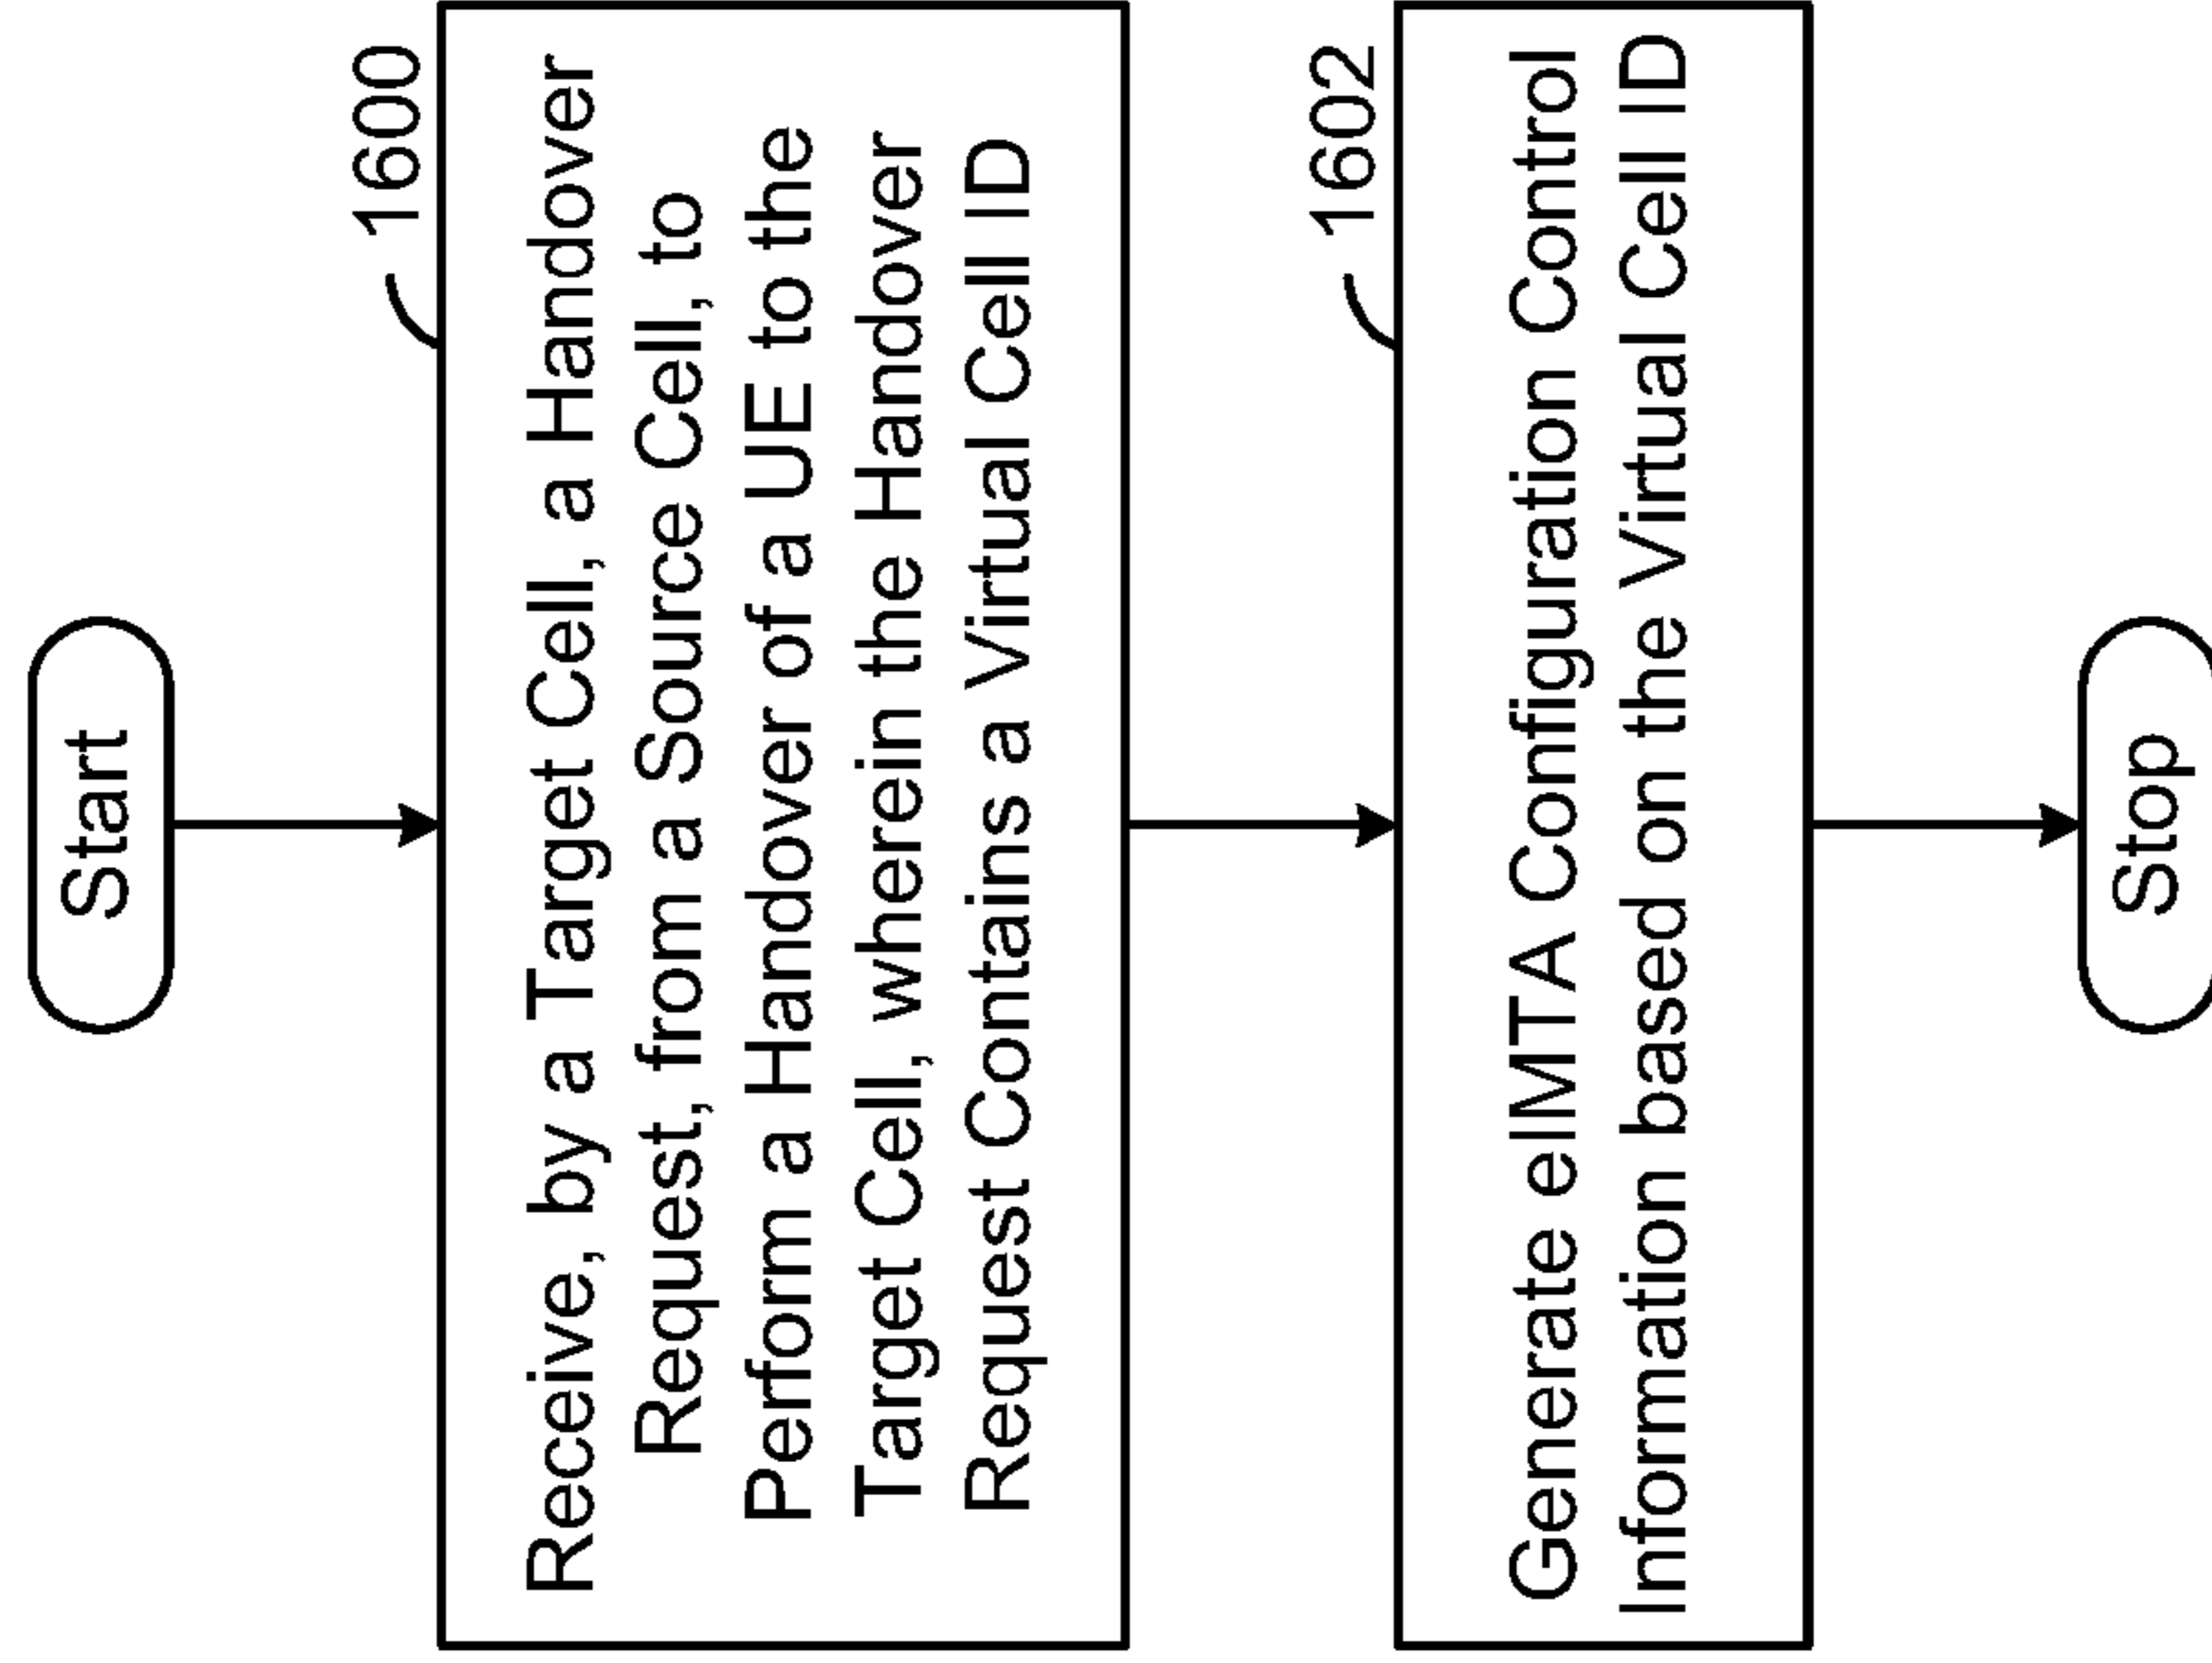 Start
1600
Receive, by a Target Cell, a Handover
Request, from a Source Cell, to
Perform a Handover of a UE to the
Target Cell, wherein the Handover
Request Contains a Virtual Cell ID
1602
Generate eIMTA Configuration Control
Information based on the Virtual Cell ID
Stop